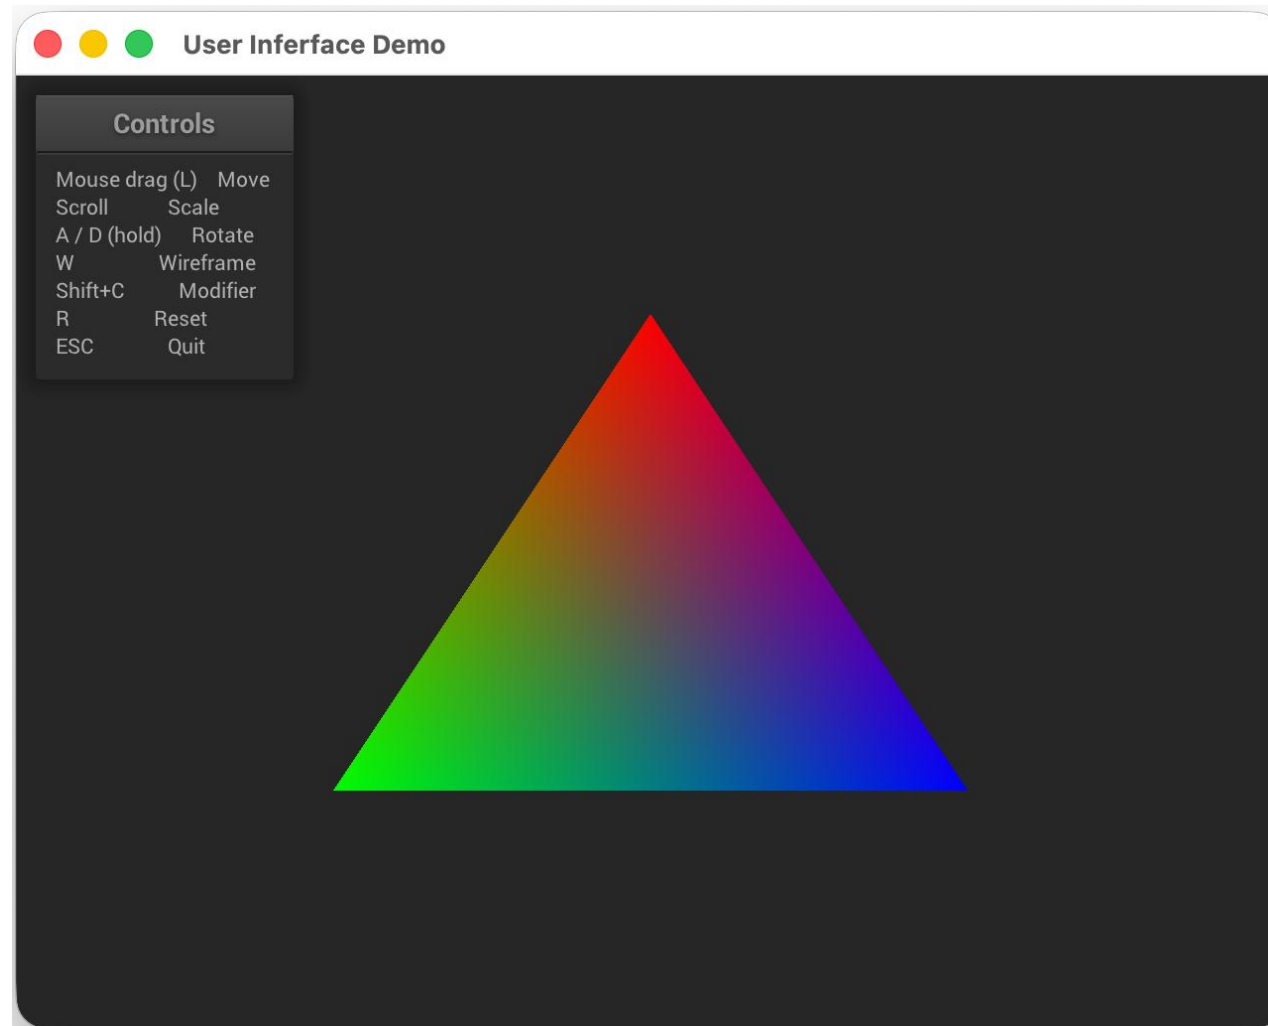 User Inferface Demo
Controls
Mouse drag (L) Move
Scroll Scale
A / D (hold) Rotate
W Wireframe
Shift+C Modifier
R Reset
ESC Quit